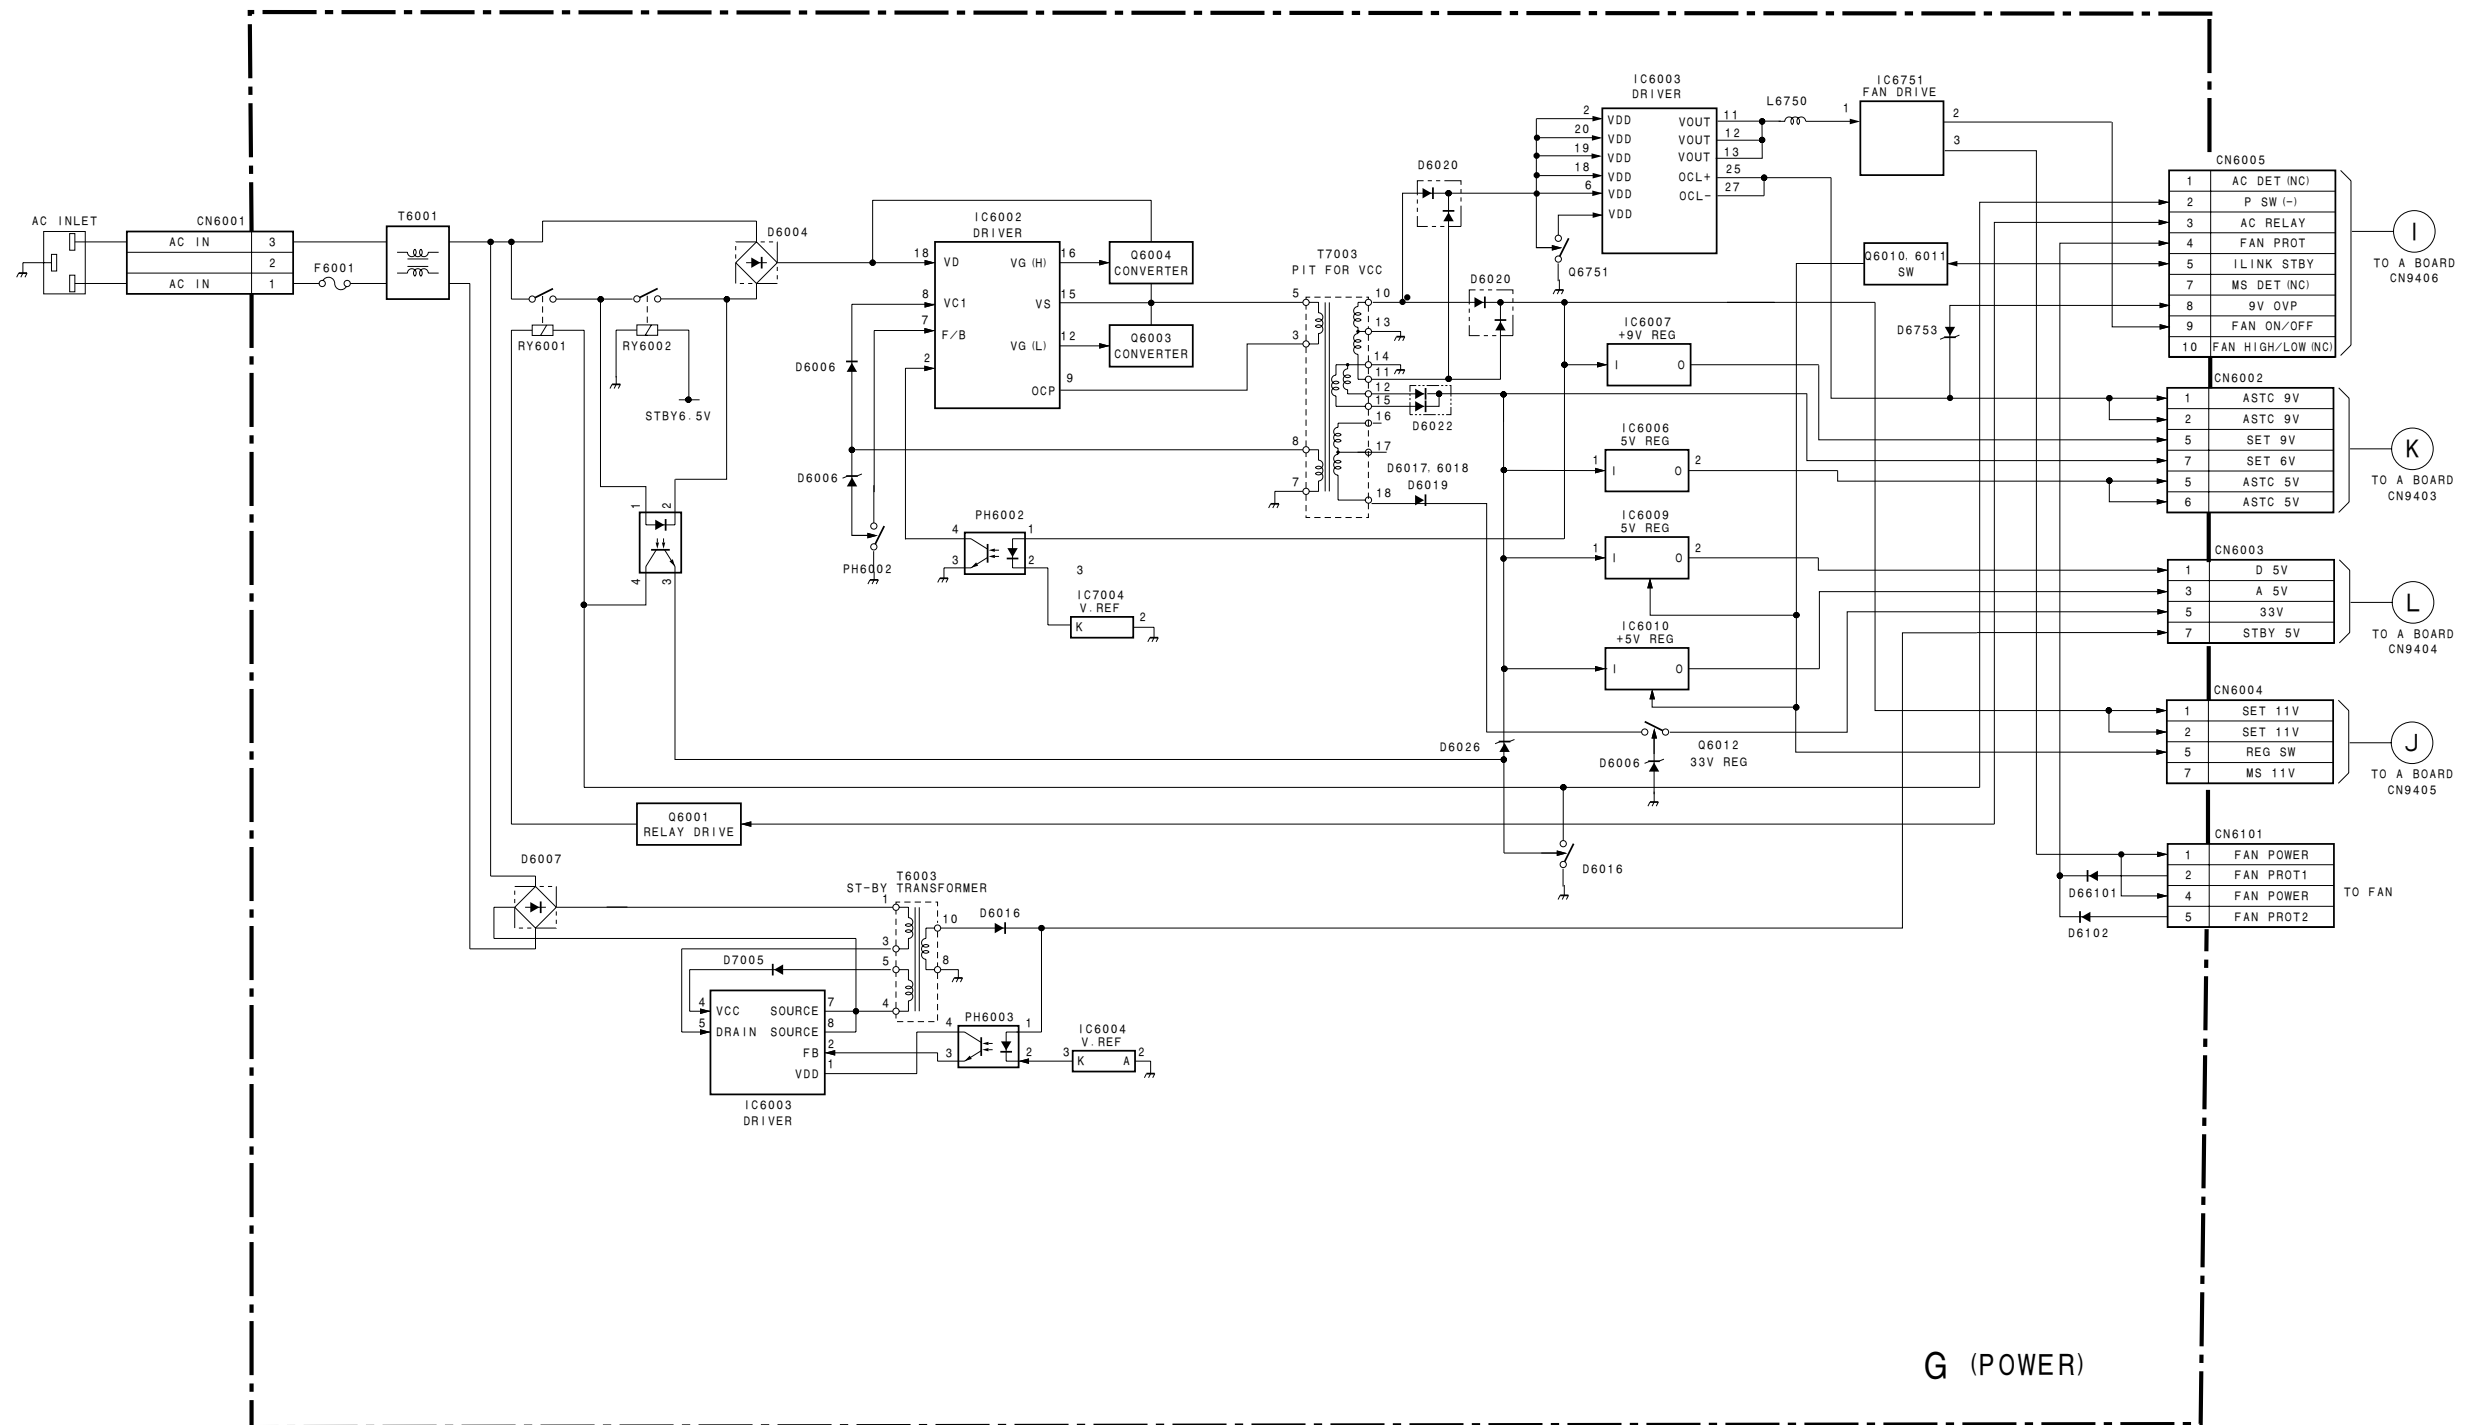 AC INLET
CN6001
AC IN 3
2
AC IN 1
F6001
T6001
RY6001
RY6002
STBY6.5V
D6004
1 2
4 3
IC6002
DRIVER
18 VD
8 VC1
7 F/B
2
VG (H) 16
VS 15
VG (L) 12
OCP 9
Q6004
CONVERTER
Q6003
CONVERTER
D6006
D6006
PH6002
PH6002
4 1
3 2
3
IC7004
V.REF
K 2
T7003
PIT FOR VCC
5 10
3 13
14
11
12
15
16
8 17
7 18
D6020
D6020
D6022
D6017, 6018
D6019
IC6003
DRIVER
2 VDD
20 VDD
19 VDD
18 VDD
6 VDD
VDD
VOUT 11
VOUT 12
VOUT 13
OCL+ 25
OCL- 27
Q6751
L6750
IC6751
FAN DRIVE
1 2
3
IC6007
+9V REG
I O
IC6006
5V REG
1 I O 2
IC6009
5V REG
1 I O 2
IC6010
+5V REG
I O
D6026
D6006
Q6012
33V REG
D6016
Q6010, 6011
SW
D6753
Q6001
RELAY DRIVE
D6007
T6003
ST-BY TRANSFORMER
1 10
3
5 8
4
D6016
D7005
4 VCC
5 DRAIN
SOURCE 7
SOURCE 8
FB 2
VDD 1
IC6003
DRIVER
PH6003
4 1
3 2
IC6004
V.REF
3 K A 2
CN6005
1 AC DET (NC)
2 P SW (-)
3 AC RELAY
4 FAN PROT
5 ILINK STBY
7 MS DET (NC)
8 9V OVP
9 FAN ON/OFF
10 FAN HIGH/LOW (NC)
I
TO A BOARD
CN9406
CN6002
1 ASTC 9V
2 ASTC 9V
5 SET 9V
7 SET 6V
5 ASTC 5V
6 ASTC 5V
K
TO A BOARD
CN9403
CN6003
1 D 5V
3 A 5V
5 33V
7 STBY 5V
L
TO A BOARD
CN9404
CN6004
1 SET 11V
2 SET 11V
5 REG SW
7 MS 11V
J
TO A BOARD
CN9405
CN6101
1 FAN POWER
2 FAN PROT1
4 FAN POWER
5 FAN PROT2
TO FAN
D66101
D6102
G (POWER)